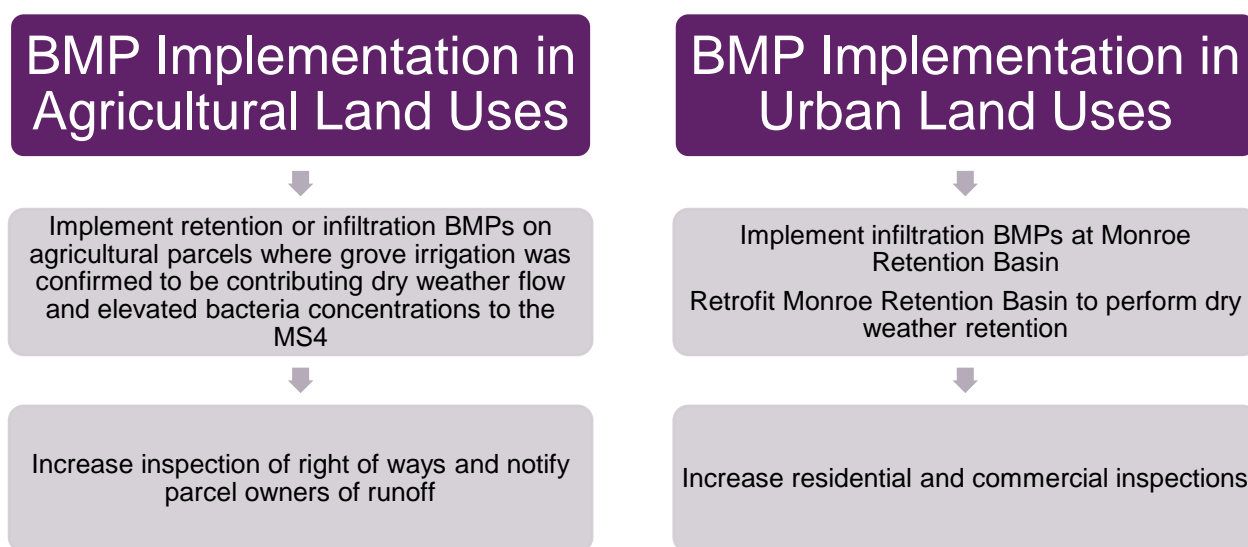 BMP Implementation in
Agricultural Land Uses
Implement retention or infiltration BMPs on
agricultural parcels where grove irrigation was
confirmed to be contributing dry weather flow
and elevated bacteria concentrations to the
MS4
Increase inspection of right of ways and notify
parcel owners of runoff
BMP Implementation in
Urban Land Uses
Implement infiltration BMPs at Monroe
Retention Basin
Retrofit Monroe Retention Basin to perform dry
weather retention
Increase residential and commercial inspections